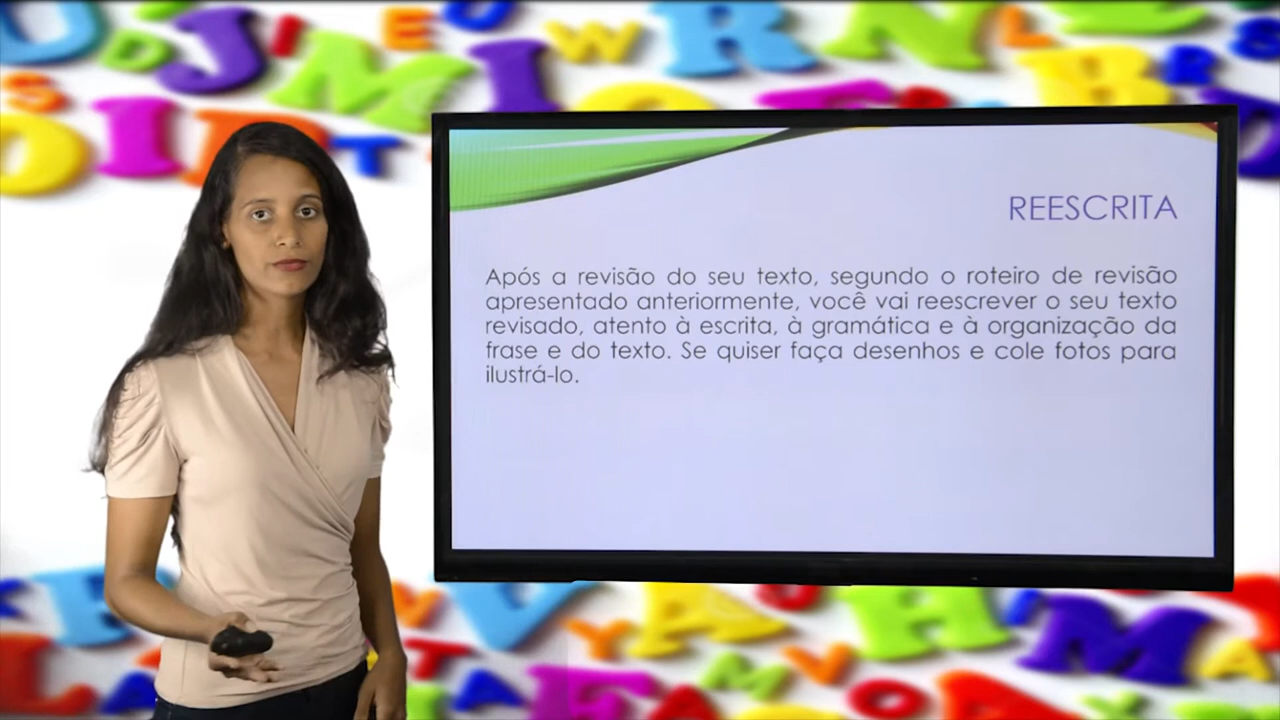 REESCRITA
Após a revisão do seu texto, segundo o roteiro de revisão
apresentado anteriormente, você vai reescrever o seu texto
revisado, atento à escrita, à gramática e à organização da
frase e do texto. Se quiser faça desenhos e cole fotos para
ilustrá-lo.